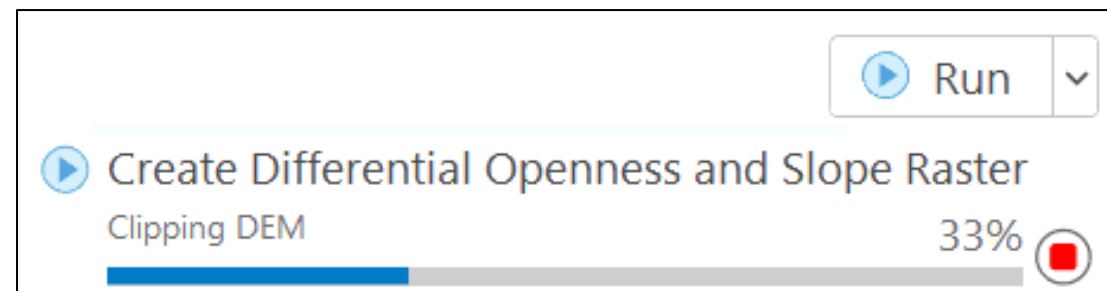 Run
Create Differential Openness and Slope Raster
Clipping DEM
33%